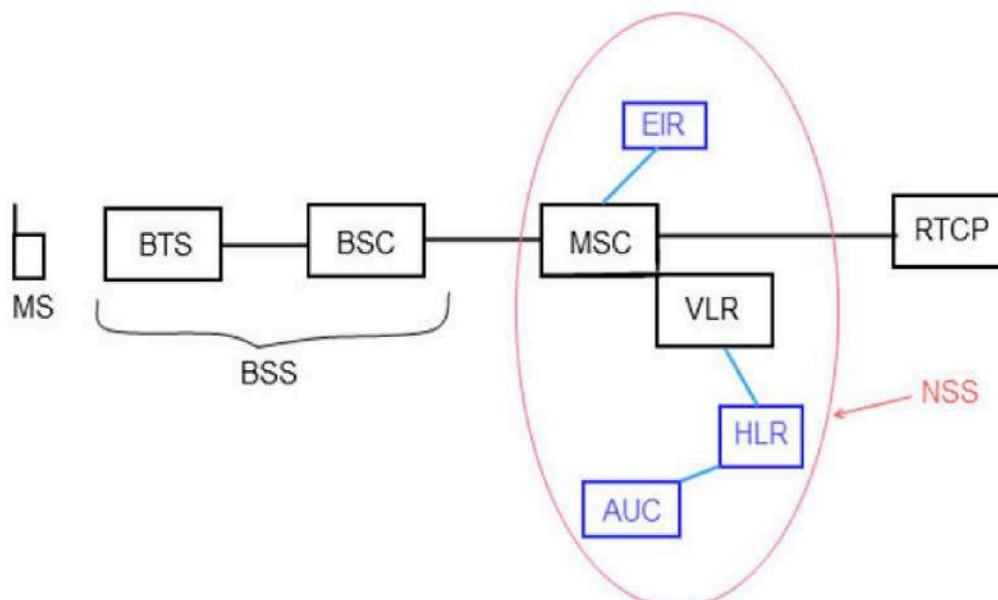 EIR
BTS
BSC
MSC
RTCP
MS
VLR
BSS
NSS
HLR
AUC